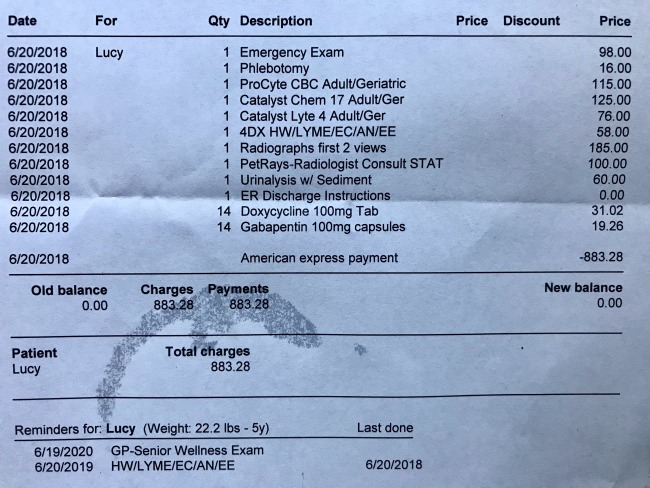 Date For Qty Description Price Discount Price
6/20/2018 Lucy 1 Emergency Exam 98.00
6/20/2018 1 Phlebotomy 16.00
6/20/2018 1 ProCyte CBC Adult/Geriatric 115.00
6/20/2018 1 Catalyst Chem 17 Adult/Ger 125.00
6/20/2018 1 Catalyst Lyte 4 Adult/Ger 76.00
6/20/2018 1 4DX HW/LYME/EC/AN/EE 58.00
6/20/2018 1 Radiographs first 2 views 185.00
6/20/2018 1 PetRays-Radiologist Consult STAT 100.00
6/20/2018 1 Urinalysis w/ Sediment 60.00
6/20/2018 1 ER Discharge Instructions 0.00
6/20/2018 14 Doxycycline 100mg Tab 31.02
6/20/2018 14 Gabapentin 100mg capsules 19.26
6/20/2018 American express payment -883.28
Old balance Charges Payments New balance
0.00 883.28 883.28 0.00
Patient Total charges
Lucy 883.28
Reminders for: Lucy (Weight: 22.2 lbs - 5y) Last done
6/19/2020 GP-Senior Wellness Exam
6/20/2019 HW/LYME/EC/AN/EE 6/20/2018